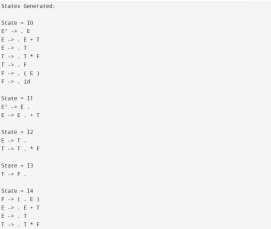 States Generated:
State = I0
E' -> . E
E -> . E + T
E -> . T
T -> . T * F
T -> . F
F -> . ( E )
F -> . id
State = I1
E' -> E .
E -> E . + T
State = I2
E -> T .
T -> T . * F
State = I3
T -> F .
State = I4
F -> ( . E )
E -> . E + T
E -> . T
T -> . T * F